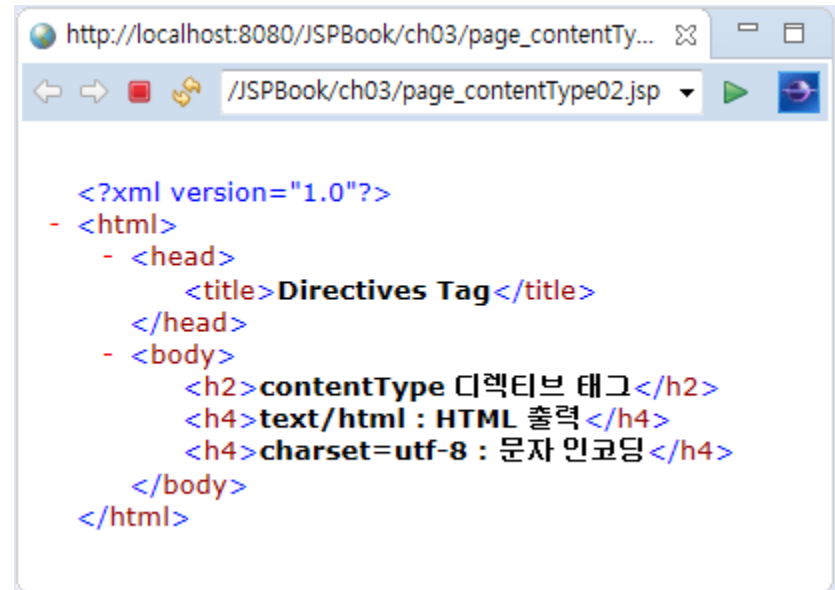 http://localhost:8080/JSPBook/ch03/page_contentTy...
/JSPBook/ch03/page_contentType02.jsp
<?xml version="1.0"?>
- <html>
- <head>
<title>Directives Tag</title>
</head>
- <body>
<h2>contentType 디렉티브 태그</h2>
<h4>text/html : HTML 출력</h4>
<h4>charset=utf-8 : 문자 인코딩</h4>
</body>
</html>